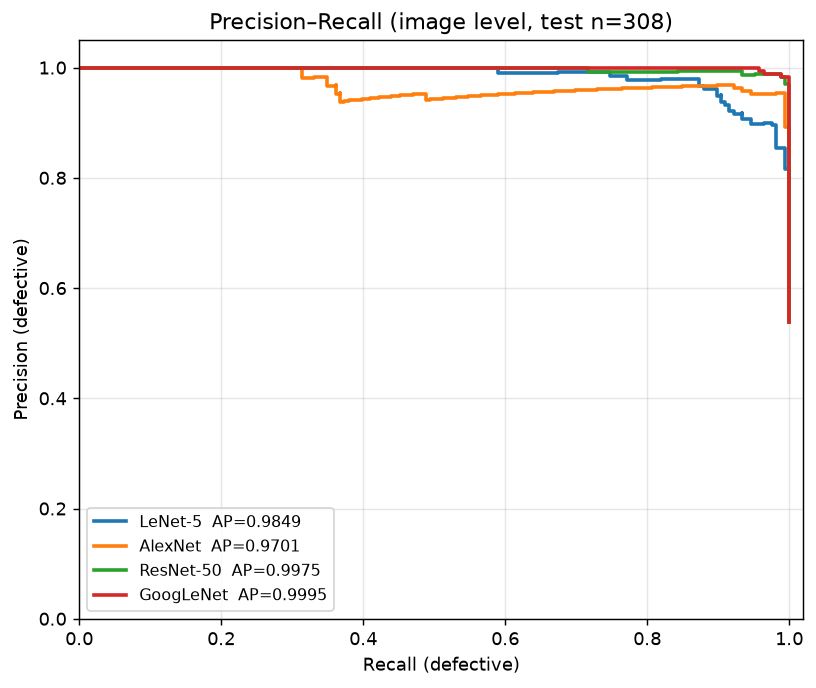 Precision–Recall (image level, test n=308)
Precision (defective)
1.0
0.8
0.6
0.4
0.2
0.0
LeNet-5 AP=0.9849
AlexNet AP=0.9701
ResNet-50 AP=0.9975
GoogLeNet AP=0.9995
0.0 0.2 0.4 0.6 0.8 1.0
Recall (defective)